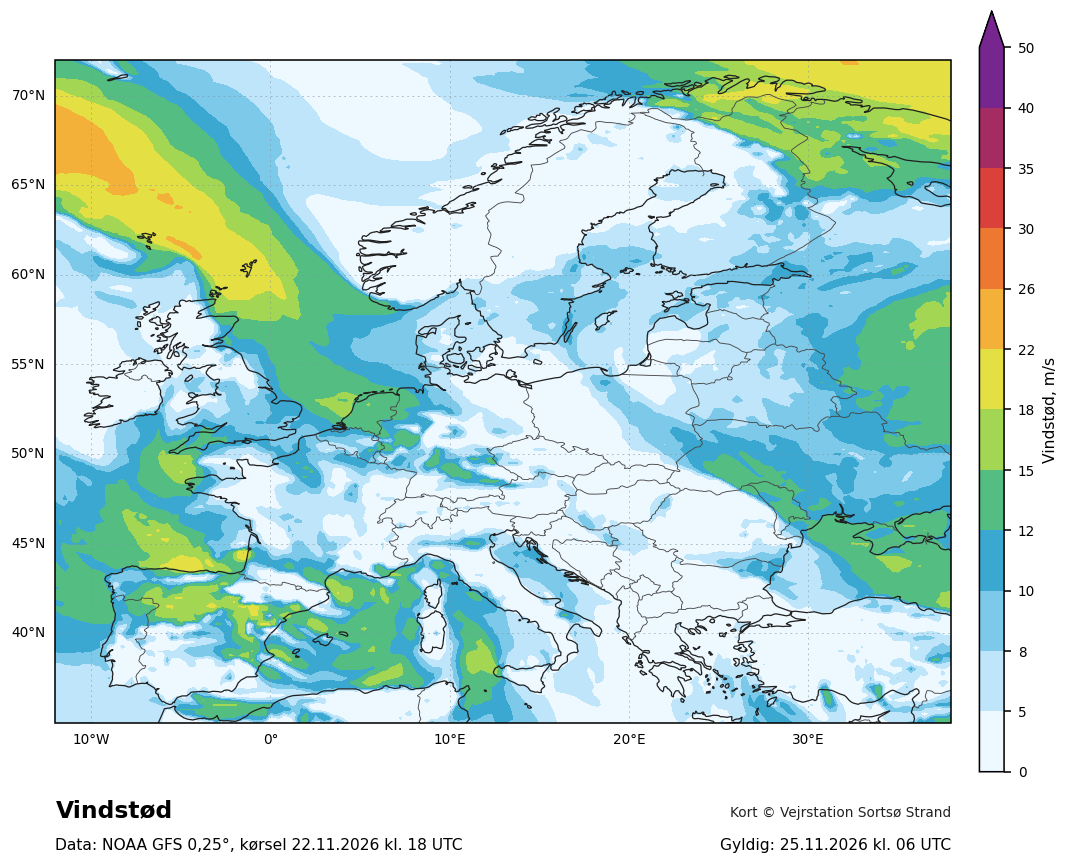 50
40
35
30
26
22
18
15
12
10
8
5
0
Vindstød, m/s
70°N
65°N
60°N
55°N
50°N
45°N
40°N
10°W
0°
10°E
20°E
30°E
Vindstød
Kort © Vejrstation Sortsø Strand
Data: NOAA GFS 0,25°, kørsel 22.11.2026 kl. 18 UTC
Gyldig: 25.11.2026 kl. 06 UTC